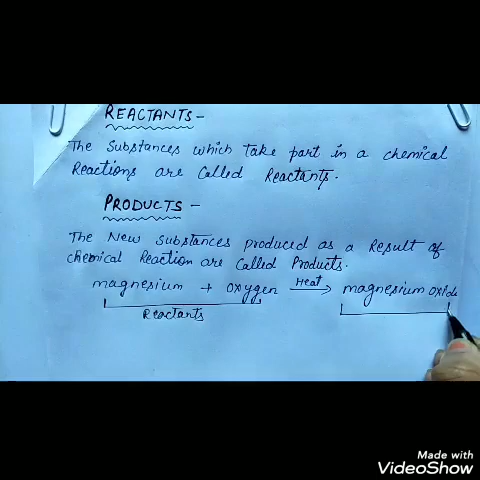 REACTANTS -
The Substances which take part in a chemical
Reactions are Called Reactants.
PRODUCTS -
The New Substances produced as a Result of
chemical Reaction are Called Products.
magnesium + oxygen Heat → magnesium oxide
Reactants
Made with
VideoShow